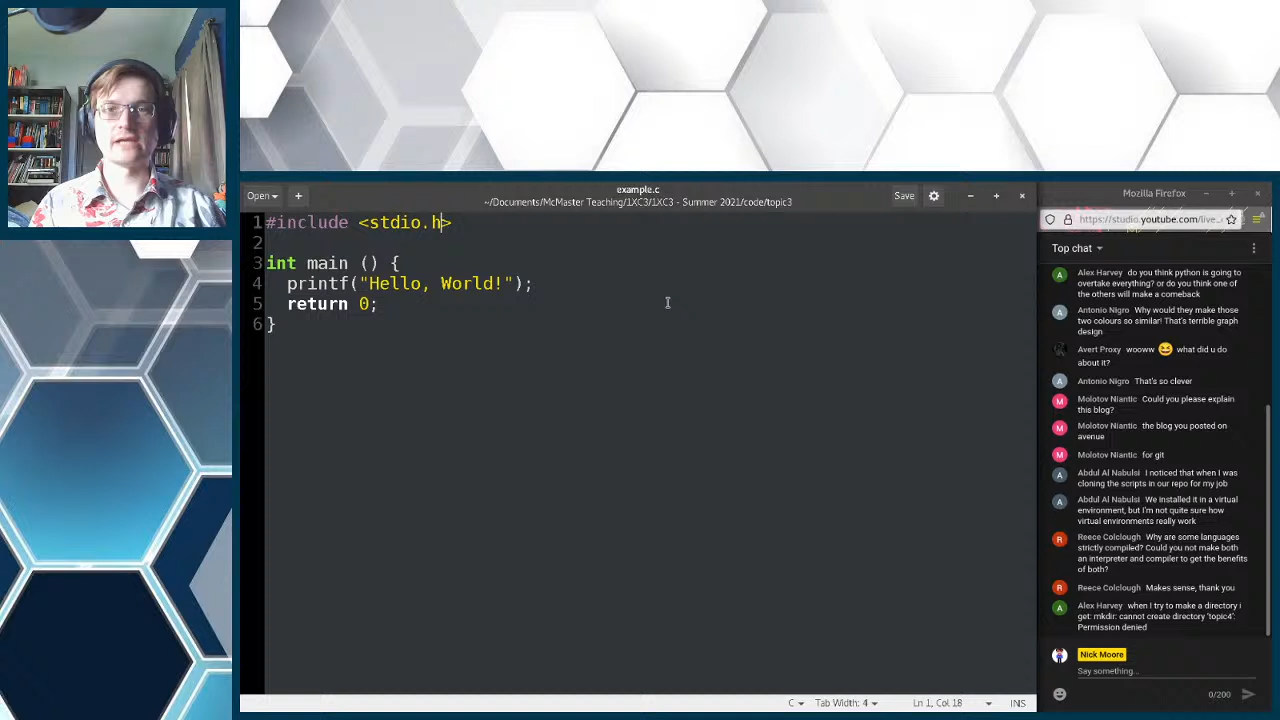 Open
example.c
~/Documents/McMaster Teaching/1XC3/1XC3 - Summer 2021/code/topic3
Save
1 #include <stdio.h>
2
3 int main () {
4 printf("Hello, World!");
5 return 0;
6 }
C
Tab Width: 4
Ln 1, Col 18
INS
Mozilla Firefox
https://studio.youtube.com/live_
Top chat
Alex Harvey do you think python is going to
overtake everything? or do you think one
of the others will make a comeback
Antonio Nigro Why would they make those
two colours so similar! That's terrible graph
design
Avert Proxy wooww 😆 what did u do
about it?
Antonio Nigro That's so clever
Molotov Niantic Could you please explain
this blog?
Molotov Niantic the blog you posted on
avenue
Molotov Niantic for git
Abdul Al Nabulsi I noticed that when I was
cloning the scripts in our repo for my job
Abdul Al Nabulsi We installed it in a virtual
environment, but I'm not quite sure how
virtual environments really work
Reece Colclough Why are some languages
strictly compiled? Could you not make both
an interpreter and compiler to get the benefits
of both?
Reece Colclough Makes sense, thank you
Alex Harvey when I try to make a directory i
get: mkdir: cannot create directory 'topic4':
Permission denied
Nick Moore
Say something...
0/200